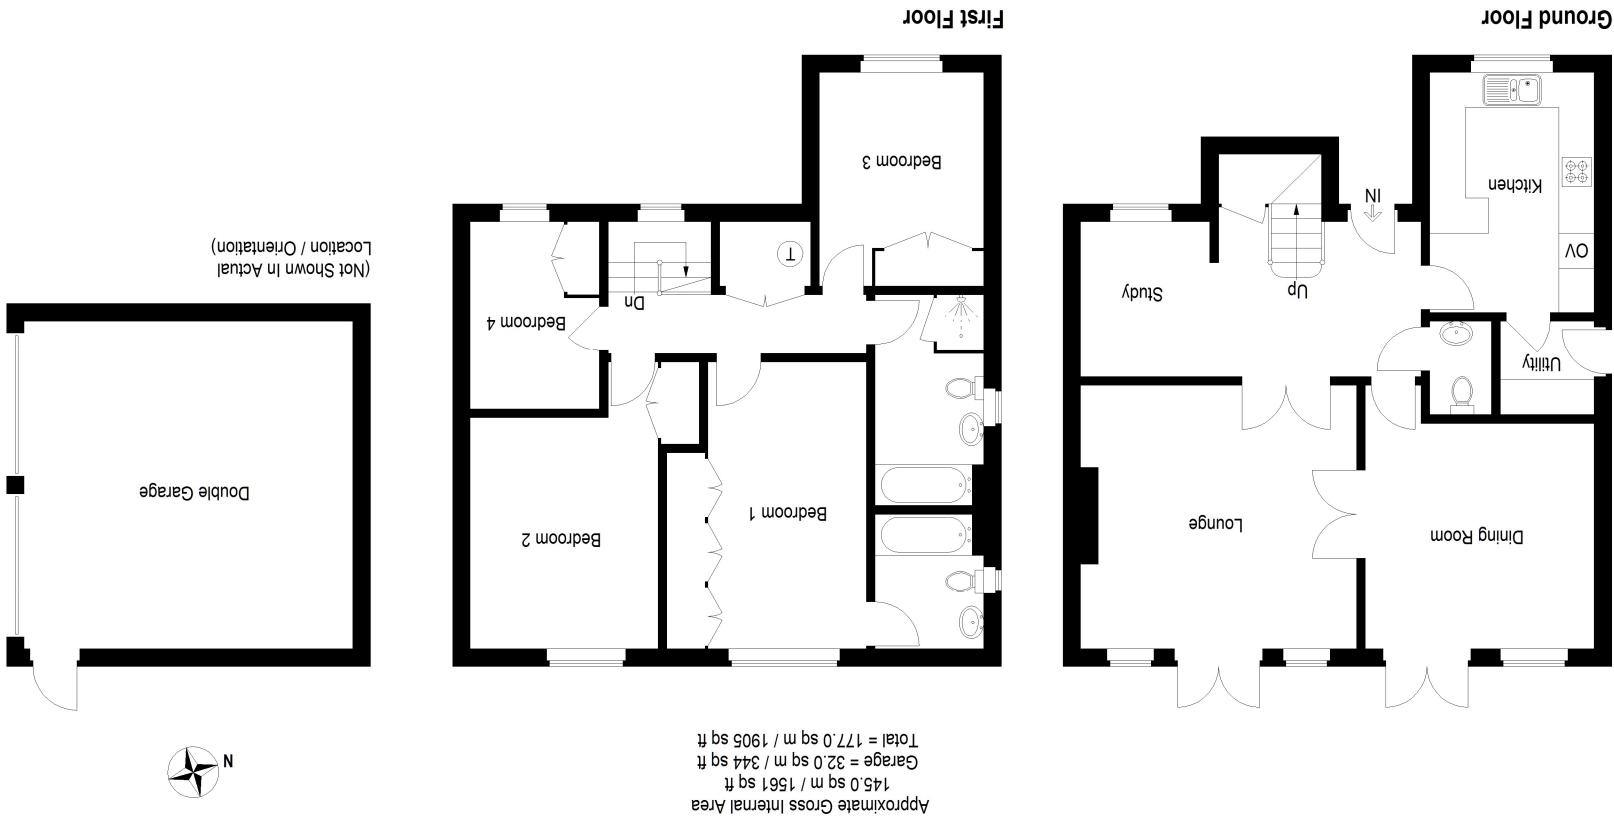 Approximate Gross Internal Area
145.0 sq m / 1561 sq ft
Garage = 32.0 sq m / 344 sq ft
Total = 177.0 sq m / 1905 sq ft
N
Dining Room
Lounge
Utility
Up
Study
OV
Kitchen
IN
Ground Floor
Bedroom 1
Bedroom 2
Dn
Bedroom 4
T
Bedroom 3
First Floor
Double Garage
(Not Shown In Actual
Location / Orientation)